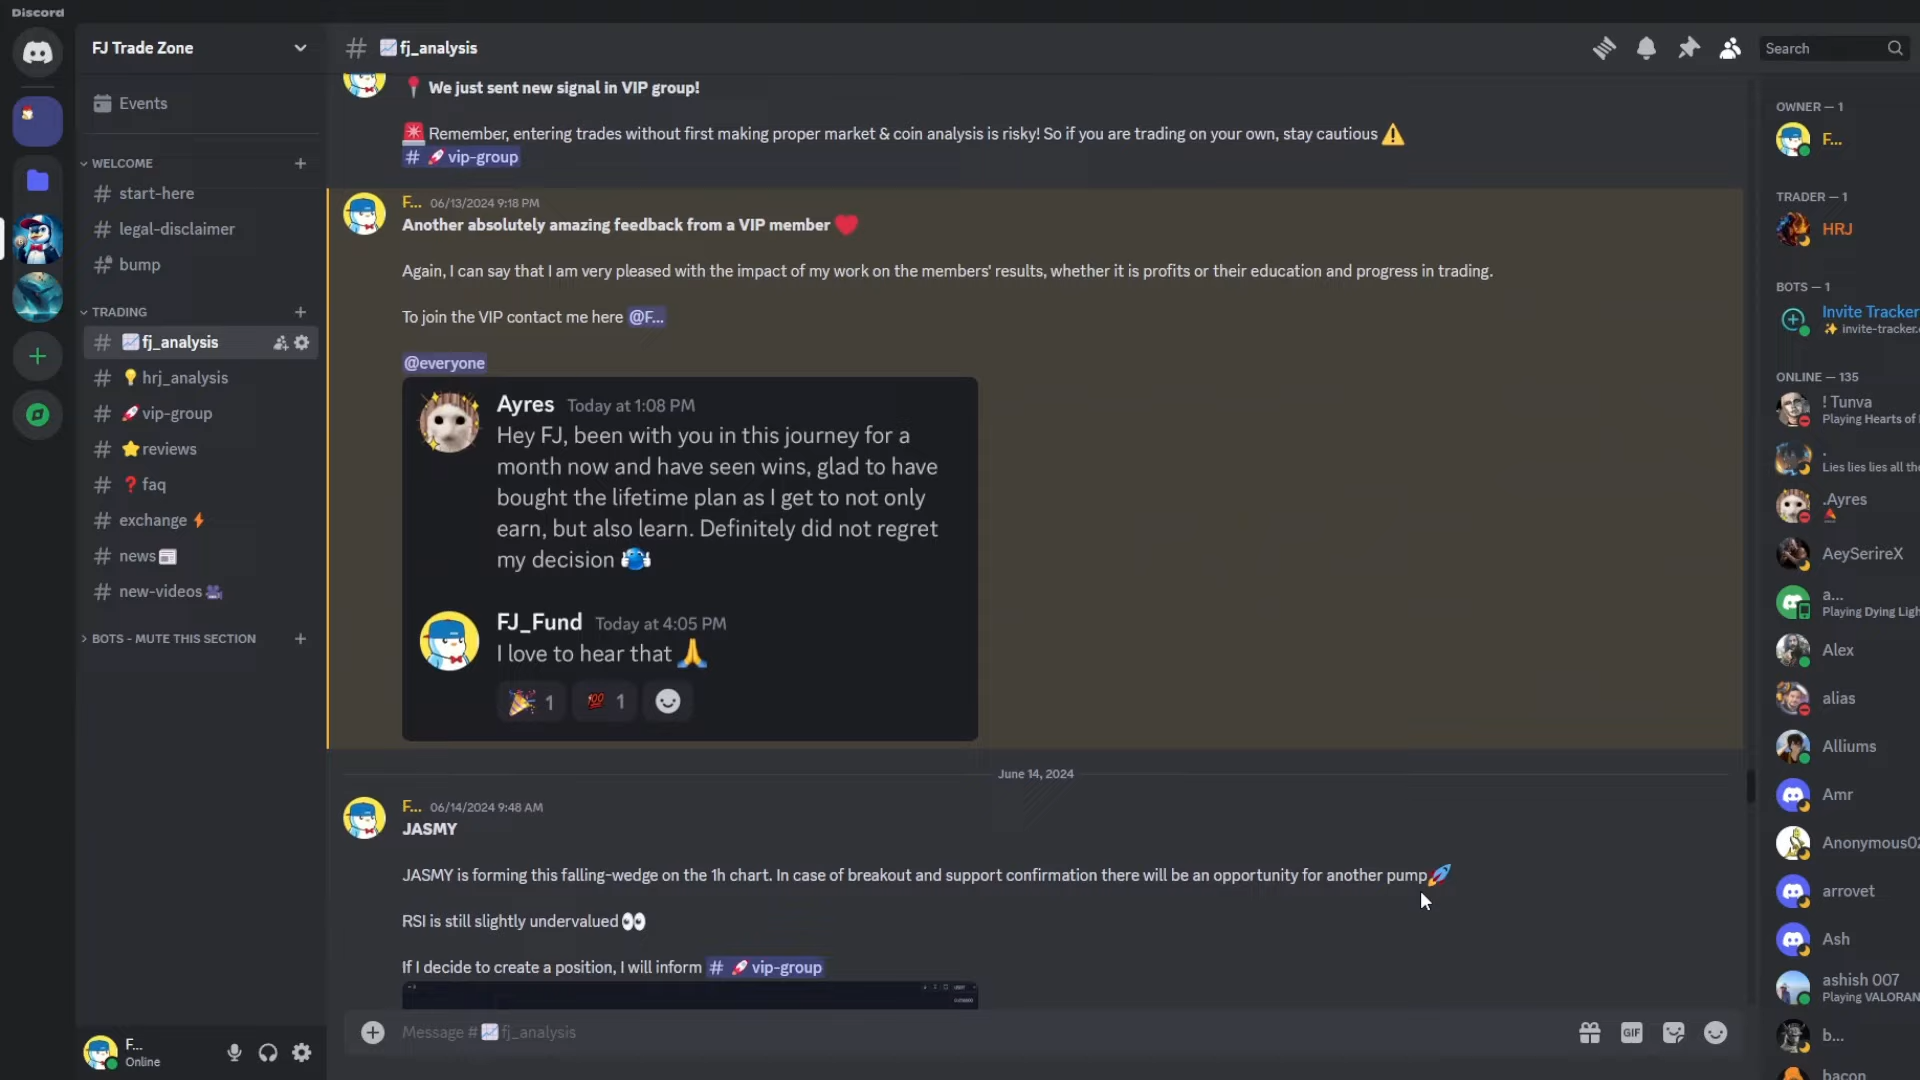 Discord
FJ Trade Zone
Events
WELCOME
# start-here
# legal-disclaimer
# bump
TRADING
# fj_analysis
# hrj_analysis
# vip-group
# reviews
# ❓ faq
# exchange ⚡
# news
# new-videos
BOTS - MUTE THIS SECTION
F...
Online
# fj_analysis
Search
📍 We just sent new signal in VIP group!
🚨 Remember, entering trades without first making proper market & coin analysis is risky! So if you are trading on your own, stay cautious ⚠️
# 🚀 vip-group
F... 06/13/2024 9:18 PM
Another absolutely amazing feedback from a VIP member ❤️
Again, I can say that I am very pleased with the impact of my work on the members' results, whether it is profits or their education and progress in trading.
To join the VIP contact me here @F...
@everyone
Ayres Today at 1:08 PM
Hey FJ, been with you in this journey for a
month now and have seen wins, glad to have
bought the lifetime plan as I get to not only
earn, but also learn. Definitely did not regret
my decision
FJ_Fund Today at 4:05 PM
I love to hear that 🙏
🎉 1 💯 1
June 14, 2024
F... 06/14/2024 9:48 AM
JASMY
JASMY is forming this falling-wedge on the 1h chart. In case of breakout and support confirmation there will be an opportunity for another pump🚀
RSI is still slightly undervalued 👀
If I decide to create a position, I will inform # 🚀 vip-group
Message # fj_analysis
GIF
OWNER — 1
F...
TRADER — 1
HRJ
BOTS — 1
Invite Tracker
✨ invite-tracker.c
ONLINE — 135
! Tunva
Playing Hearts of
.
Lies lies lies all the
.Ayres
AeySerireX
a...
Playing Dying Ligh
Alex
alias
Alliums
Amr
Anonymous02
arrovet
Ash
ashish 007
Playing VALORAN
b...
bacon